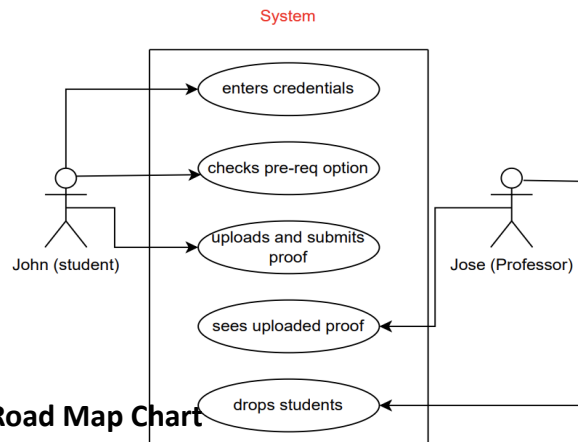 System
enters credentials
checks pre-req option
uploads and submits
proof
John (student)
Jose (Professor)
sees uploaded proof
drops students
Road Map Chart